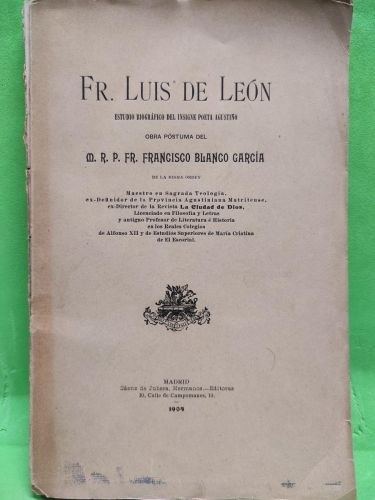 FR. LUIS DE LEÓN
ESTUDIO BIOGRÁFICO DEL INSIGNE POETA AGUSTINO
OBRA PÓSTUMA DEL
M. R. P. FR. FRANCISCO BLANCO GARCÍA
DE LA MISMA ORDEN
Maestro en Sagrada Teología,
ex-Definidor de la Provincia Agustiniana Matritense,
ex-Director de la Revista La Ciudad de Dios,
Licenciado en Filosofía y Letras
y antiguo Profesor de Literatura é Historia
en los Reales Colegios
de Alfonso XII y de Estudios Superiores de María Cristina
de El Escorial.
MADRID
Sáenz de Jubera, Hermanos.—Editores
10, Calle de Campomanes, 10.
1904